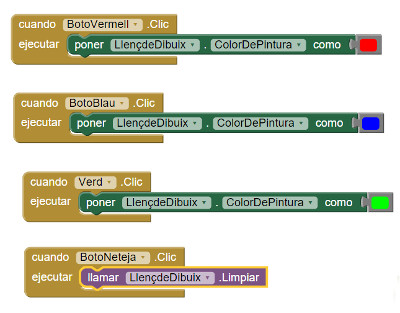 cuando BotoVermell .Clic
ejecutar poner LlençdeDibuix . ColorDePintura como
cuando BotoBlau .Clic
ejecutar poner LlençdeDibuix . ColorDePintura como
cuando Verd .Clic
ejecutar poner LlençdeDibuix . ColorDePintura como
cuando BotoNeteja .Clic
ejecutar llamar LlençdeDibuix .Limpiar